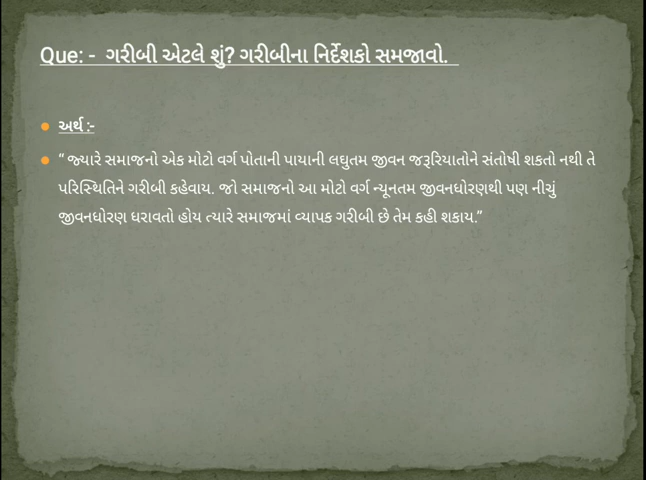 Que: - ગરીબી એટલે શું? ગરીબીના નિર્દેશકો સમજાવો.
અર્થ :-
“ જ્યારે સમાજનો એક મોટો વર્ગ પોતાની પાયાની લઘુતમ જીવન જરૂરિયાતોને સંતોષી શકતો નથી તે
પરિસ્થિતિને ગરીબી કહેવાય. જો સમાજનો આ મોટો વર્ગ ન્યૂનતમ જીવનધોરણથી પણ નીચું
જીવનધોરણ ધરાવતો હોય ત્યારે સમાજમાં વ્યાપક ગરીબી છે તેમ કહી શકાય.”